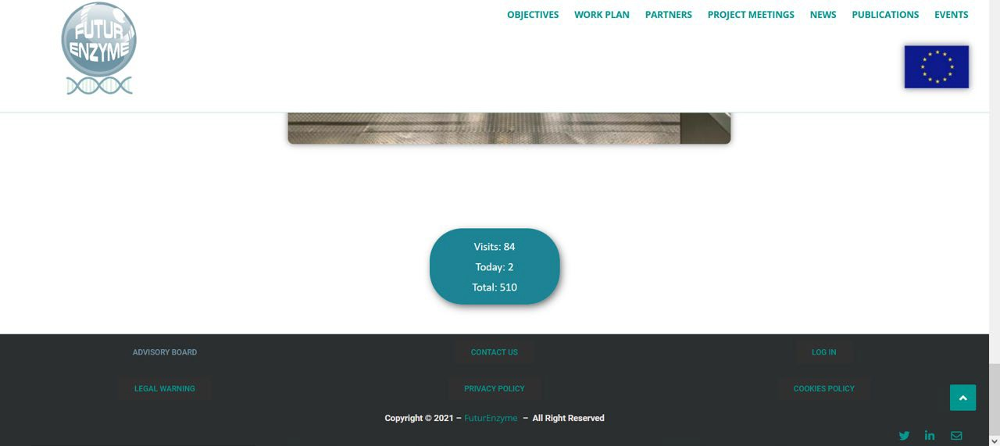 FUTUR
ENZYME
OBJECTIVES WORK PLAN PARTNERS PROJECT MEETINGS NEWS PUBLICATIONS EVENTS
Visits: 84
Today: 2
Total: 510
ADVISORY BOARD CONTACT US LOG IN
LEGAL WARNING PRIVACY POLICY COOKIES POLICY
Copyright © 2021 – FuturEnzyme – All Right Reserved